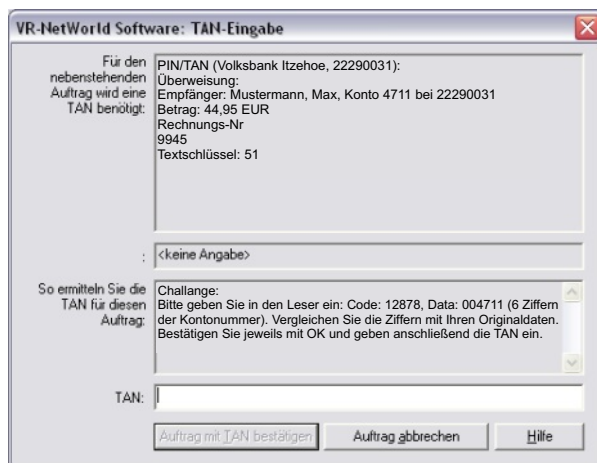 VR-NetWorld Software: TAN-Eingabe
Für den
nebenstehenden
Auftrag wird eine
TAN benötigt:
PIN/TAN (Volksbank Itzehoe, 22290031):
Überweisung:
Empfänger: Mustermann, Max, Konto 4711 bei 22290031
Betrag: 44,95 EUR
Rechnungs-Nr
9945
Textschlüssel: 51
:
<keine Angabe>
So ermitteln Sie die
TAN für diesen
Auftrag:
Challange:
Bitte geben Sie in den Leser ein: Code: 12878, Data: 004711 (6 Ziffern
der Kontonummer). Vergleichen Sie die Ziffern mit Ihren Originaldaten.
Bestätigen Sie jeweils mit OK und geben anschließend die TAN ein.
TAN:
Auftrag mit TAN bestätigen
Auftrag abbrechen
Hilfe